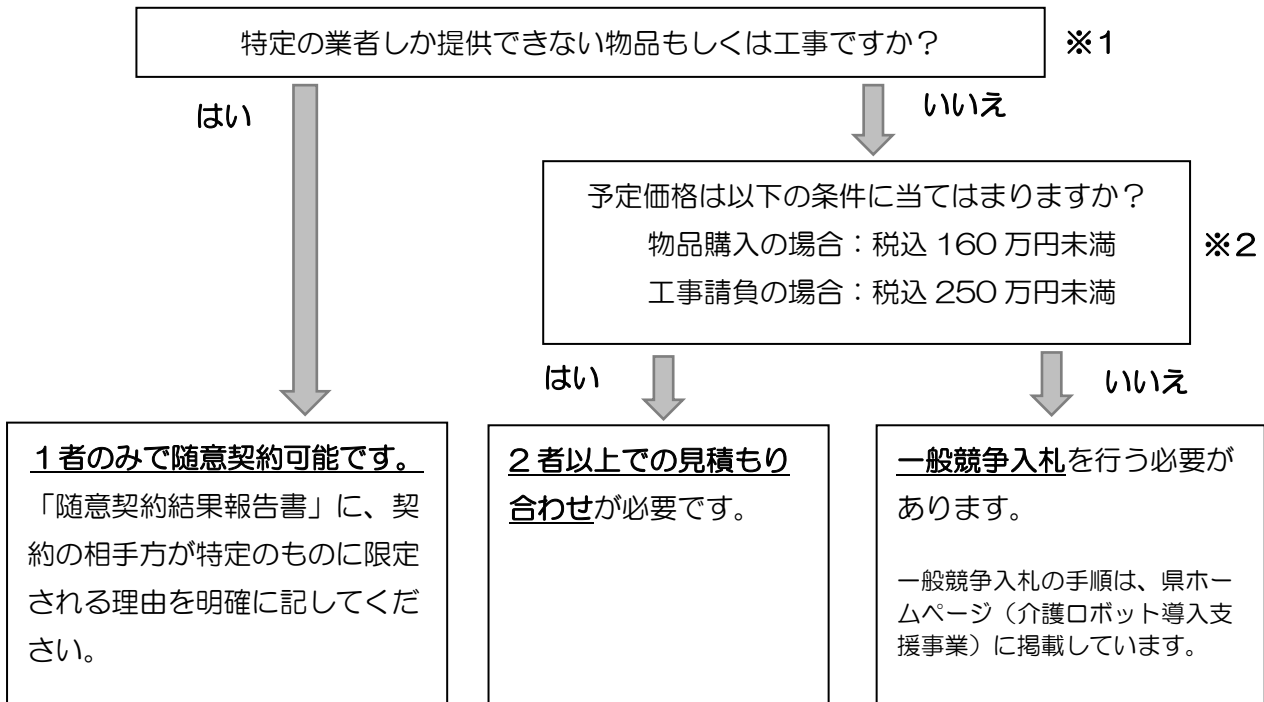 特定の業者しか提供できない物品もしくは工事ですか？
※１
はい
いいえ
予定価格は以下の条件に当てはまりますか？
物品購入の場合：税込 160 万円未満
工事請負の場合：税込 250 万円未満
※２
はい
いいえ
１者のみで随意契約可能です。
「随意契約結果報告書」に、契
約の相手方が特定のものに限定
される理由を明確に記してくだ
さい。
２者以上での見積もり
合わせが必要です。
一般競争入札を行う必要が
あります。
一般競争入札の手順は、県ホー
ムページ（介護ロボット導入支
援事業）に掲載しています。